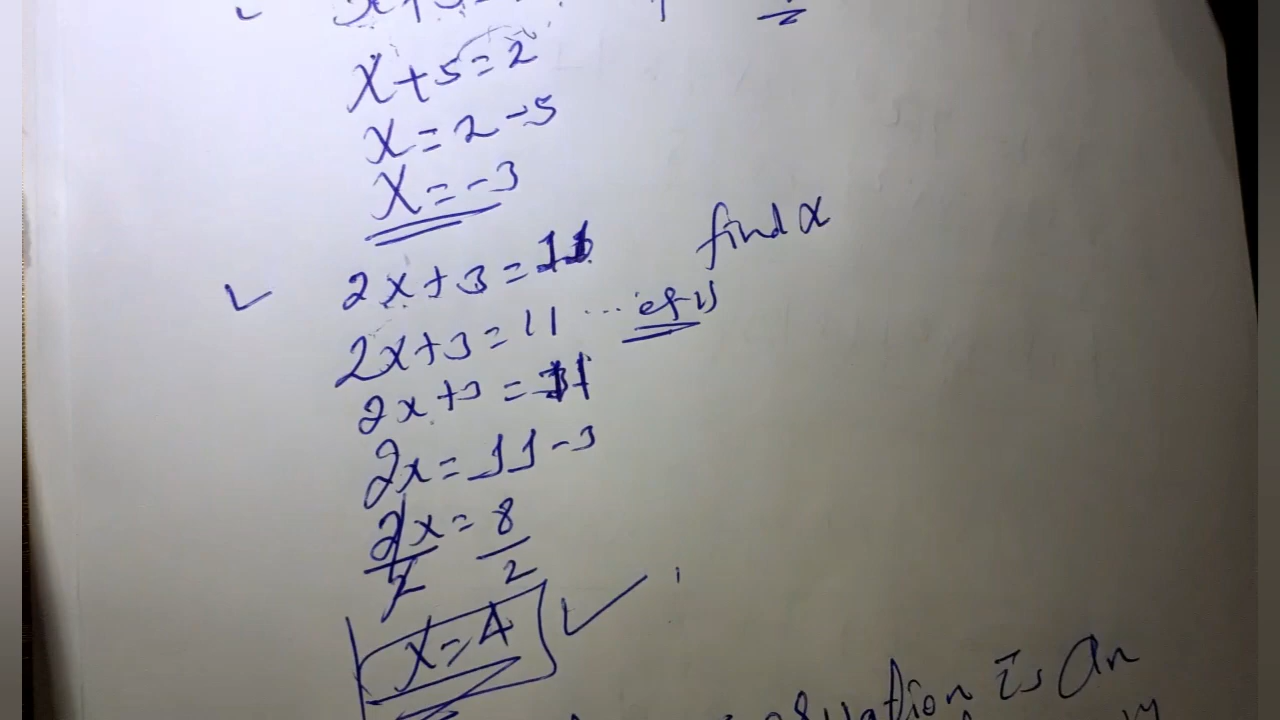 x+5=2
x=2-5
x=-3
2x+3=11 find x
2x+3=11 ...
2x+3=11
2x=11-3
2x=8
2 2
x=4
equation is an